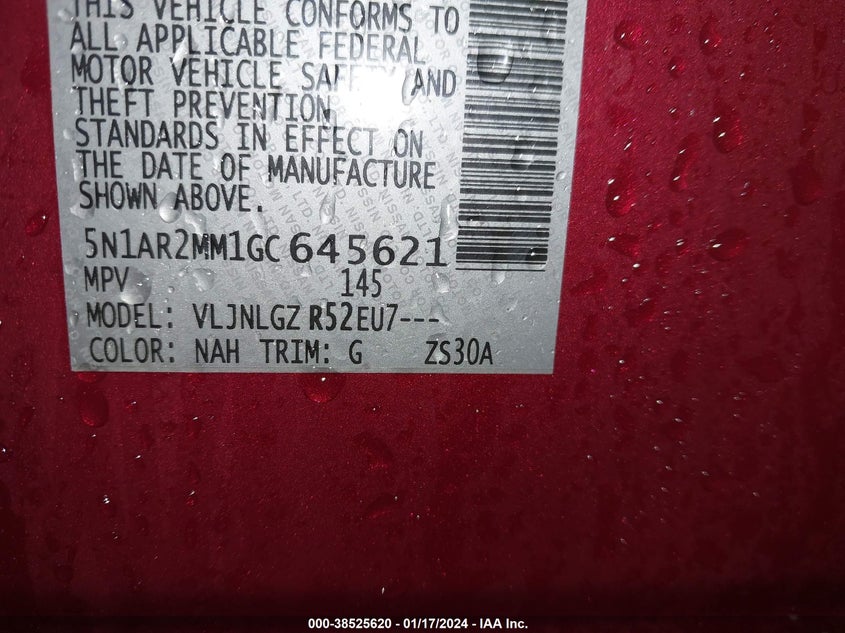 THIS VEHICLE CONFORMS TO
ALL APPLICABLE FEDERAL
MOTOR VEHICLE AND
THEFT PREVENTION
STANDARDS IN EFFECT ON
THE DATE OF MANUFACTURE
SHOWN ABOVE.
5N1AR2MM1GC645621
MPV 145
MODEL: VLJNLGZ R52EU7---
COLOR: NAH TRIM: G ZS30A
000-38525620 - 01/17/2024 - IAA Inc.